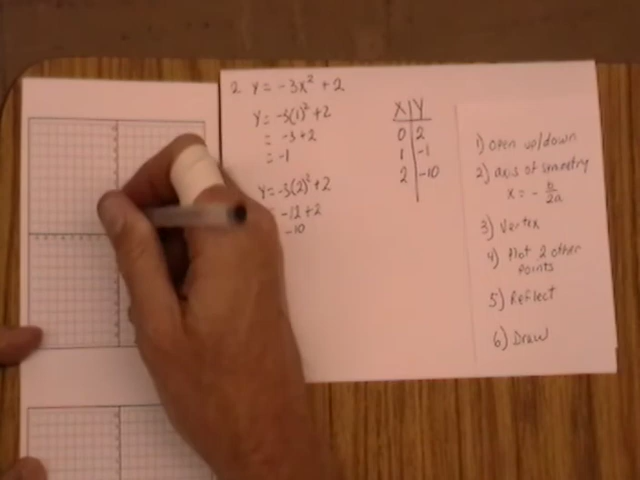 2. y = -3x² + 2
y = -3(1)² + 2
= -3 + 2
= -1
y = -3(2)² + 2
= -12 + 2
-10
X | Y
0 | 2
1 | -1
2 | -10
1) Open up/down
2) axis of symetry
x = - b/2a
3) Vertex
4) Plot 2 other
points
5) Reflect
6) Draw